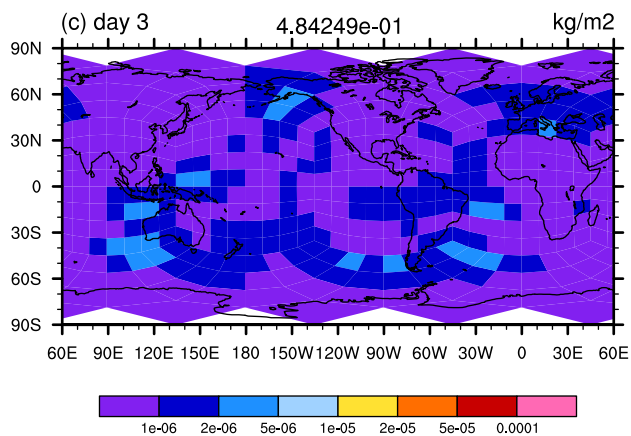 (c) day 3 4.84249e-01 kg/m2
90N
60N
30N
0
30S
60S
90S
60E 90E 120E 150E 180 150W 120W 90W 60W 30W 0 30E 60E
1e-06 2e-06 5e-06 1e-05 2e-05 5e-05 0.0001